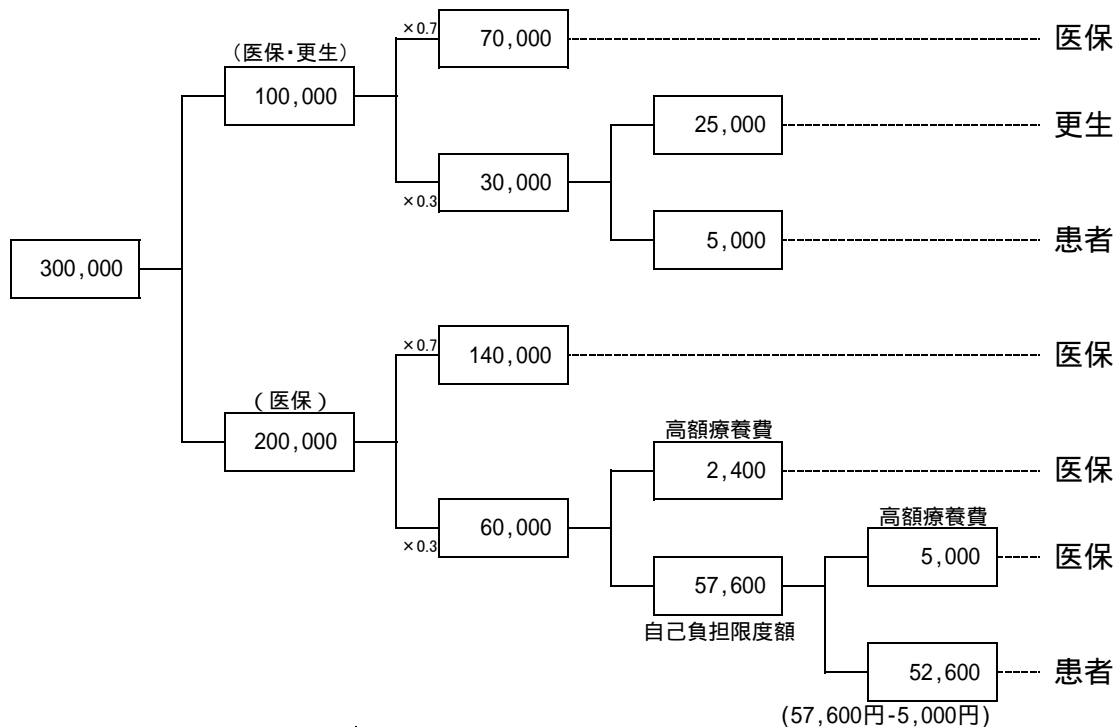 ×0.7
70,000
医保
(医保・更生)
100,000
25,000
更生
30,000
×0.3
5,000
患者
300,000
×0.7
140,000
医保
(医保)
200,000
高額療養費
2,400
医保
60,000
×0.3
高額療養費
5,000
医保
57,600
自己負担限度額
52,600
患者
(57,600円-5,000円)